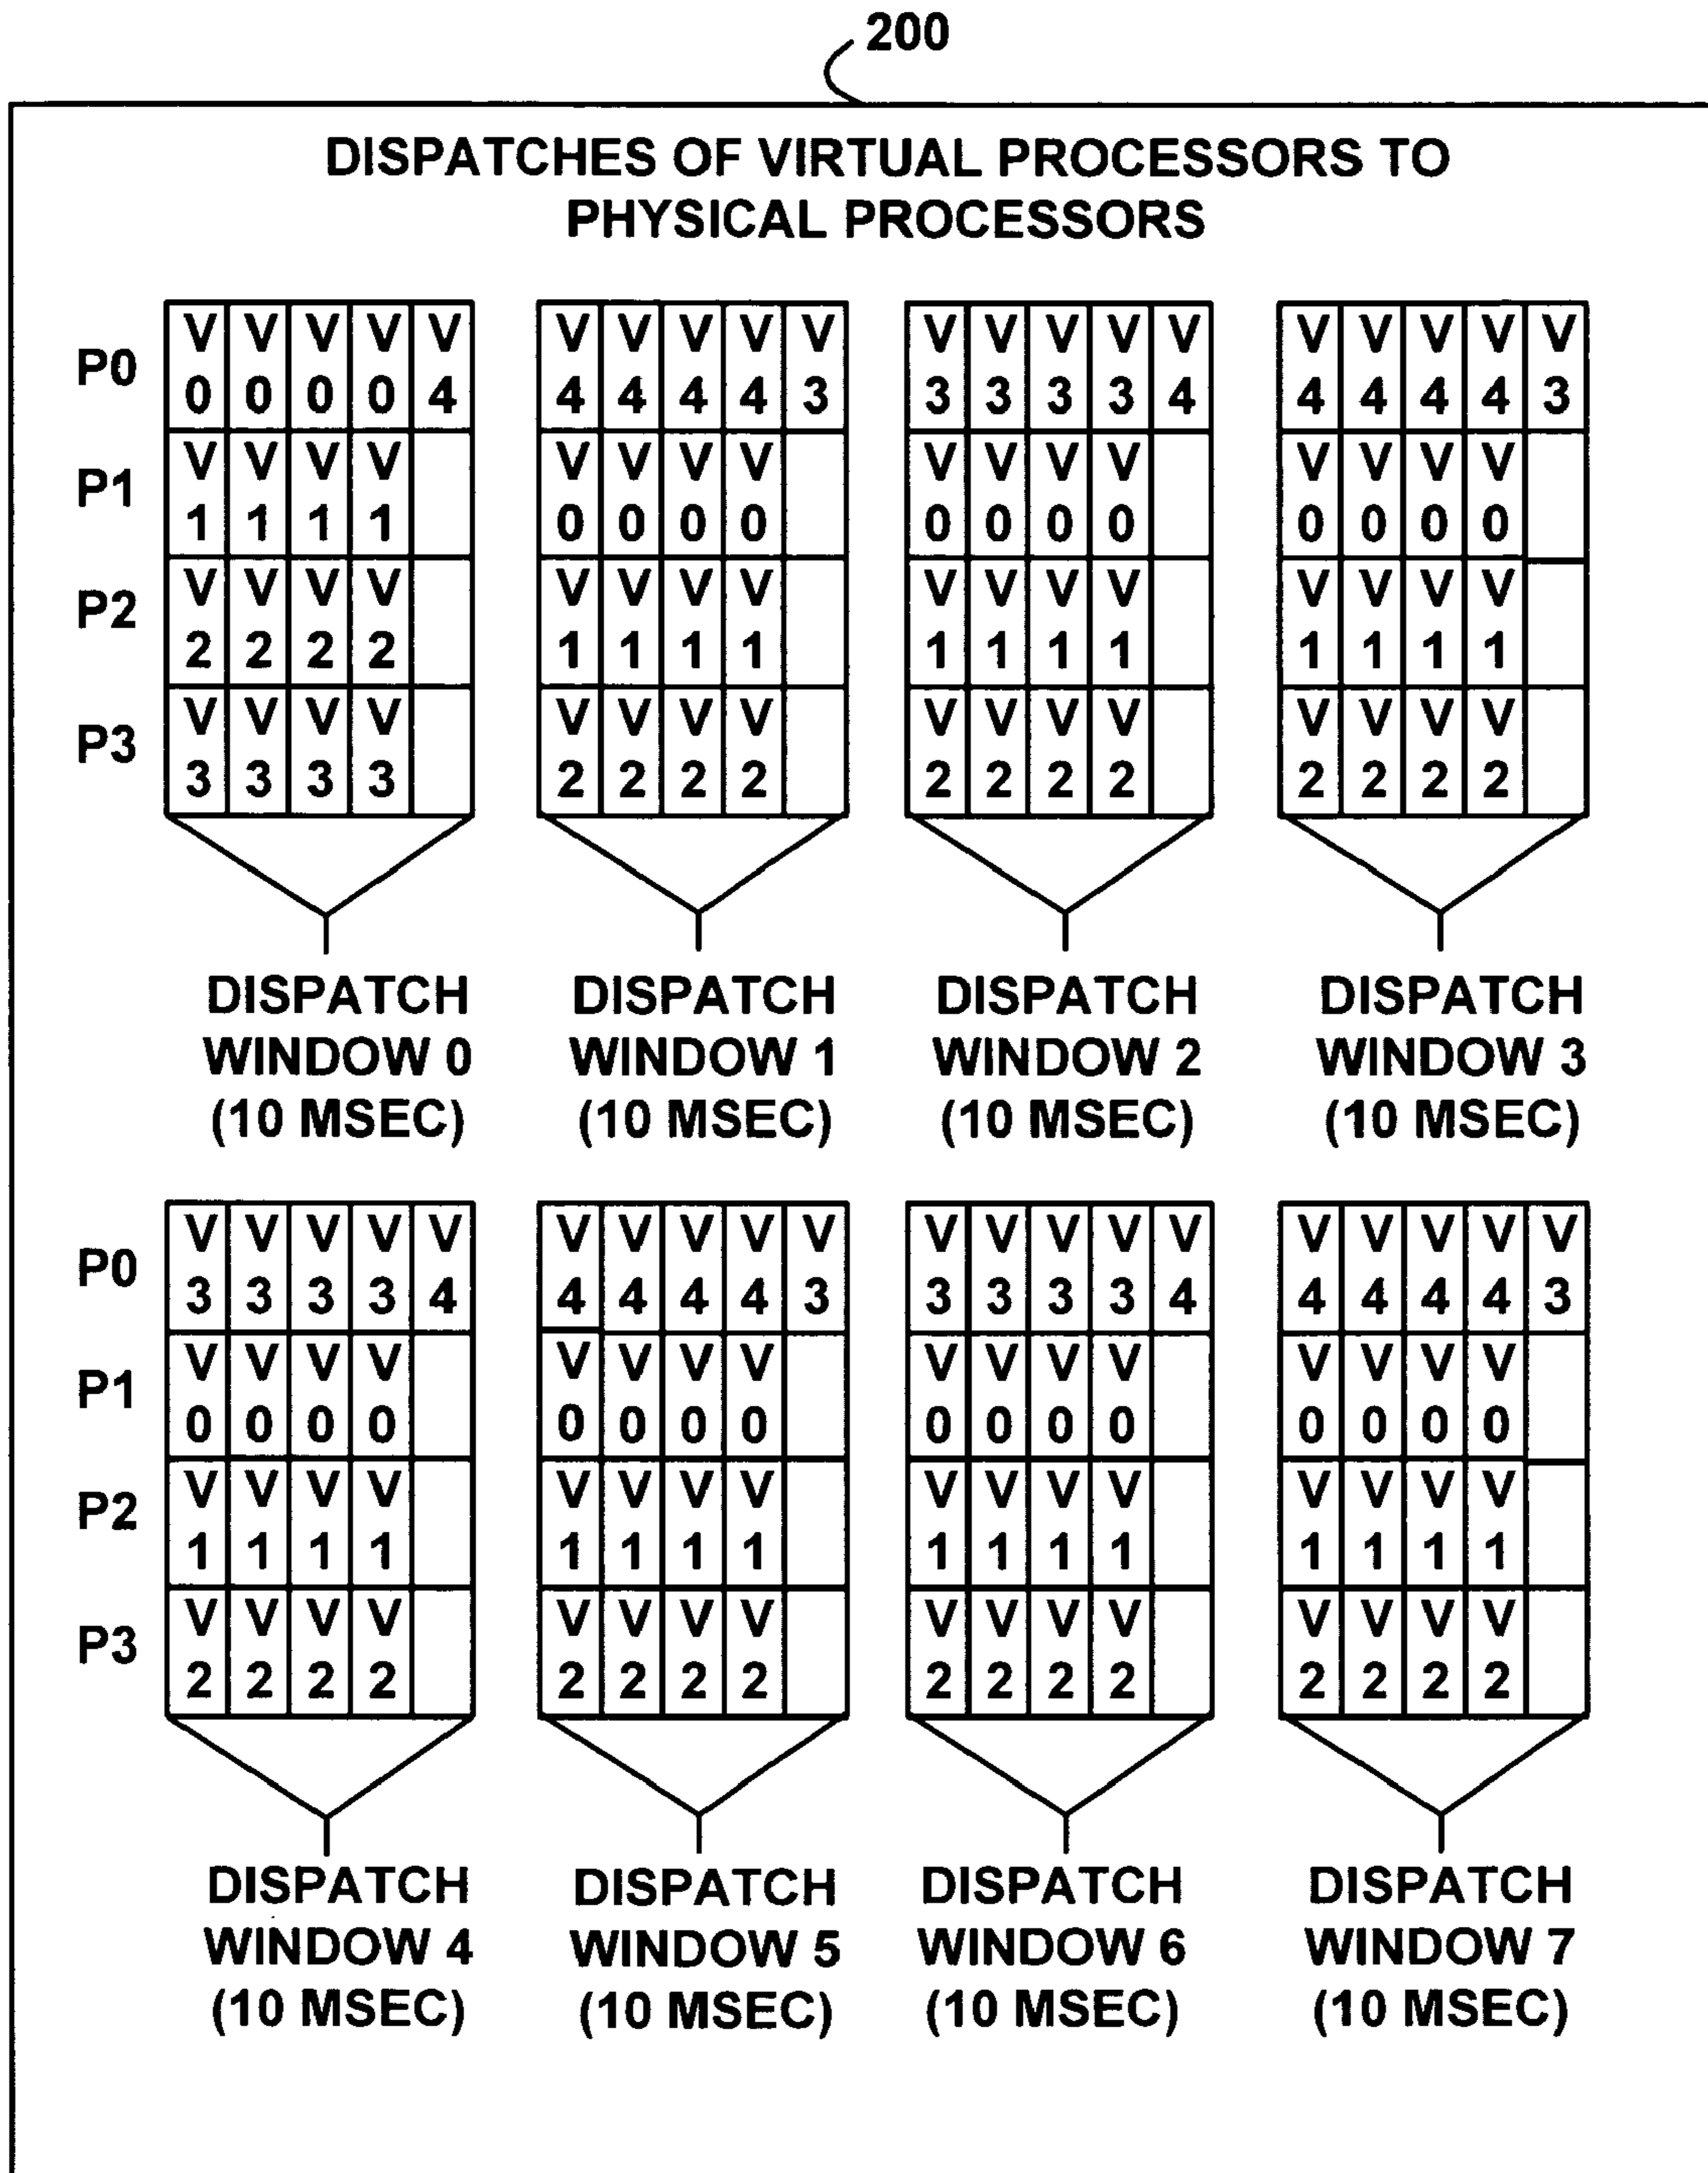 200
DISPATCHES OF VIRTUAL PROCESSORS TO
PHYSICAL PROCESSORS
P0 V0 V0 V0 V0 V4 V4 V4 V4 V4 V3 V3 V3 V3 V3 V4 V4 V4 V4 V4 V3
P1 V1 V1 V1 V1 V0 V0 V0 V0 V0 V0 V0 V0 V0 V0 V0 V0
P2 V2 V2 V2 V2 V1 V1 V1 V1 V1 V1 V1 V1 V1 V1 V1 V1
P3 V3 V3 V3 V3 V2 V2 V2 V2 V2 V2 V2 V2 V2 V2 V2 V2
DISPATCH DISPATCH DISPATCH DISPATCH
WINDOW 0 WINDOW 1 WINDOW 2 WINDOW 3
(10 MSEC) (10 MSEC) (10 MSEC) (10 MSEC)
P0 V3 V3 V3 V3 V4 V4 V4 V4 V4 V3 V3 V3 V3 V3 V4 V4 V4 V4 V4 V3
P1 V0 V0 V0 V0 V0 V0 V0 V0 V0 V0 V0 V0 V0 V0 V0 V0
P2 V1 V1 V1 V1 V1 V1 V1 V1 V1 V1 V1 V1 V1 V1 V1 V1
P3 V2 V2 V2 V2 V2 V2 V2 V2 V2 V2 V2 V2 V2 V2 V2 V2
DISPATCH DISPATCH DISPATCH DISPATCH
WINDOW 4 WINDOW 5 WINDOW 6 WINDOW 7
(10 MSEC) (10 MSEC) (10 MSEC) (10 MSEC)